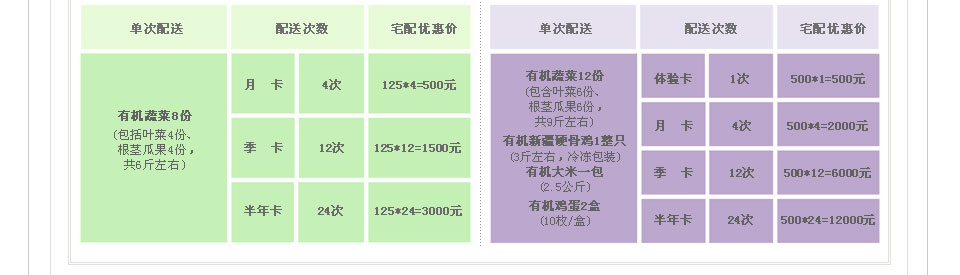 单次配送 配送次数 宅配优惠价
有机蔬菜8份
(包括叶菜4份、
根茎瓜果4份，
共6斤左右)
月 卡 4次 125*4=500元
季 卡 12次 125*12=1500元
半年卡 24次 125*24=3000元
单次配送 配送次数 宅配优惠价
有机蔬菜12份
(包含叶菜6份、
根茎瓜果6份，
共9斤左右)
有机新疆硬骨鸡1整只
(3斤左右，冷冻包装)
有机大米一包
(2.5公斤)
有机鸡蛋2盒
(10枚/盒)
体验卡 1次 500*1=500元
月 卡 4次 500*4=2000元
季 卡 12次 500*12=6000元
半年卡 24次 500*24=12000元